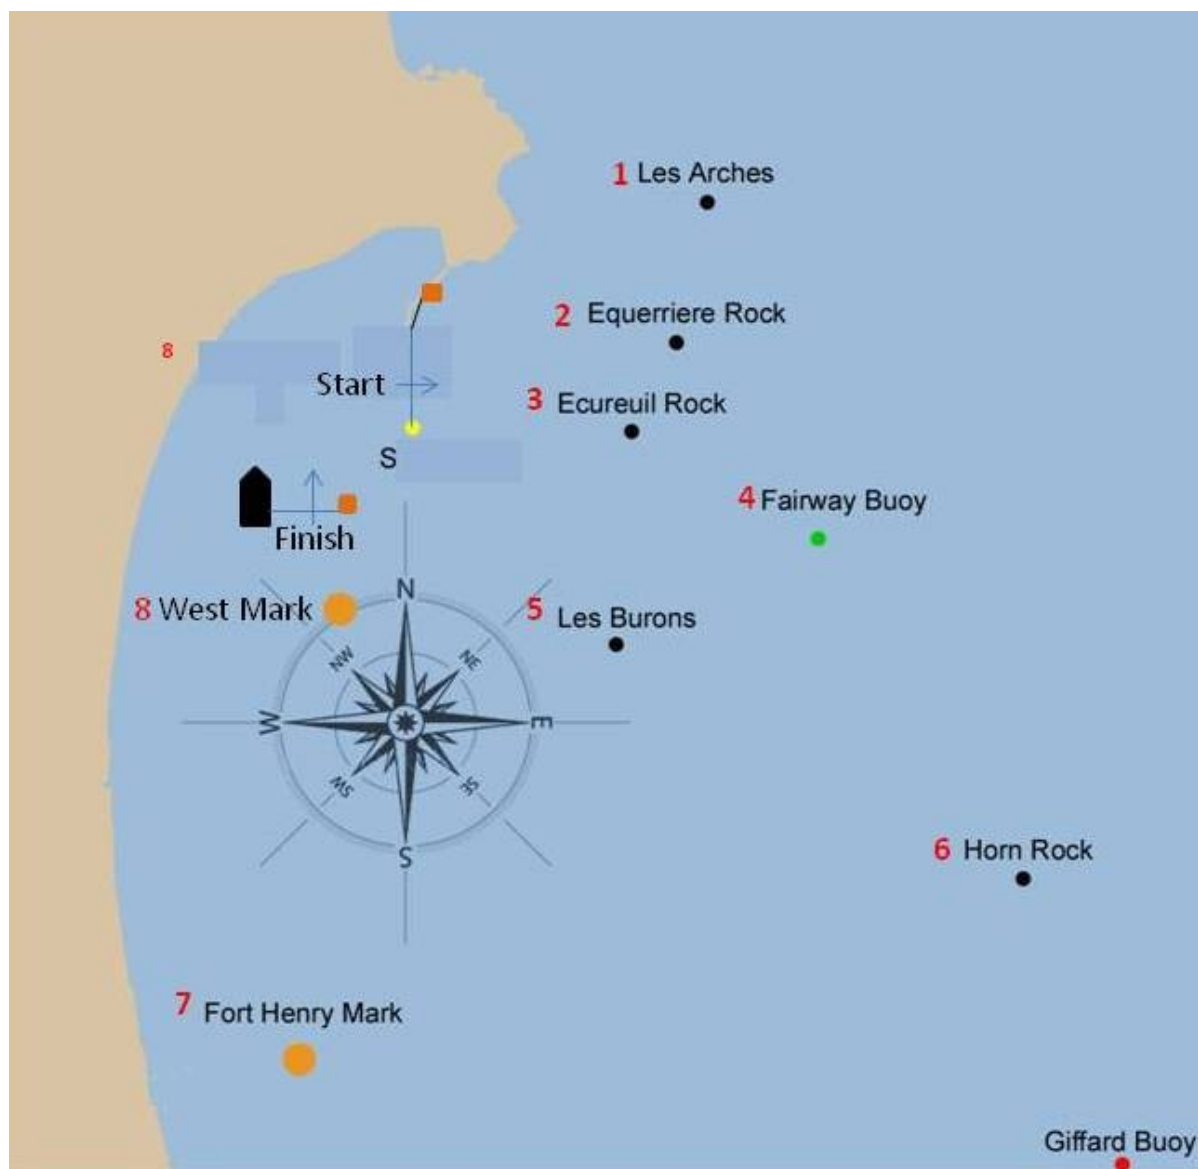 1 Les Arches
2 Equerriere Rock
8
Start
3 Ecureuil Rock
S
4 Fairway Buoy
Finish
8 West Mark
N
5 Les Burons
NW
NE
W
E
SW
SE
S
6 Horn Rock
7 Fort Henry Mark
Giffard Buoy